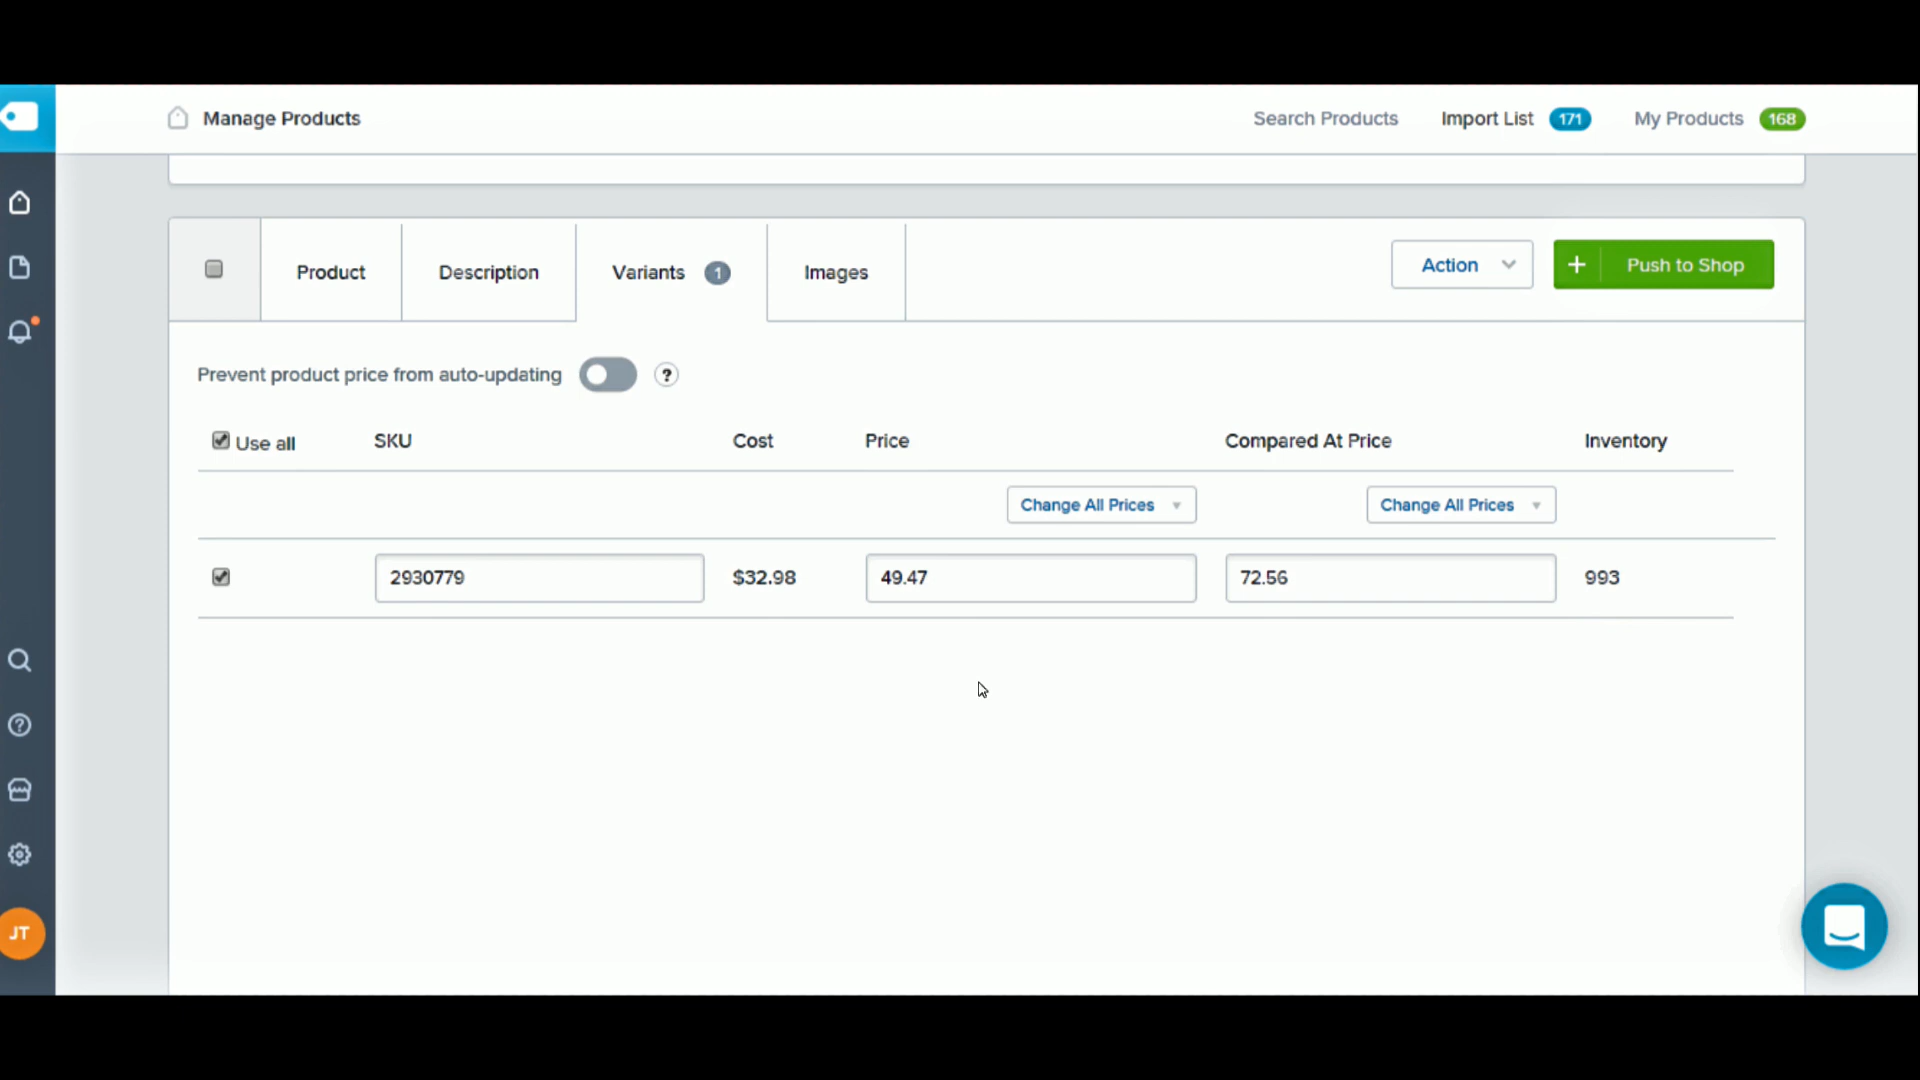 Manage Products
Search Products
Import List 171
My Products 168
Product
Description
Variants 1
Images
Action
+ Push to Shop
Prevent product price from auto-updating ?
Use all SKU Cost Price Compared At Price Inventory
Change All Prices Change All Prices
2930779 $32.98 49.47 72.56 993
JT